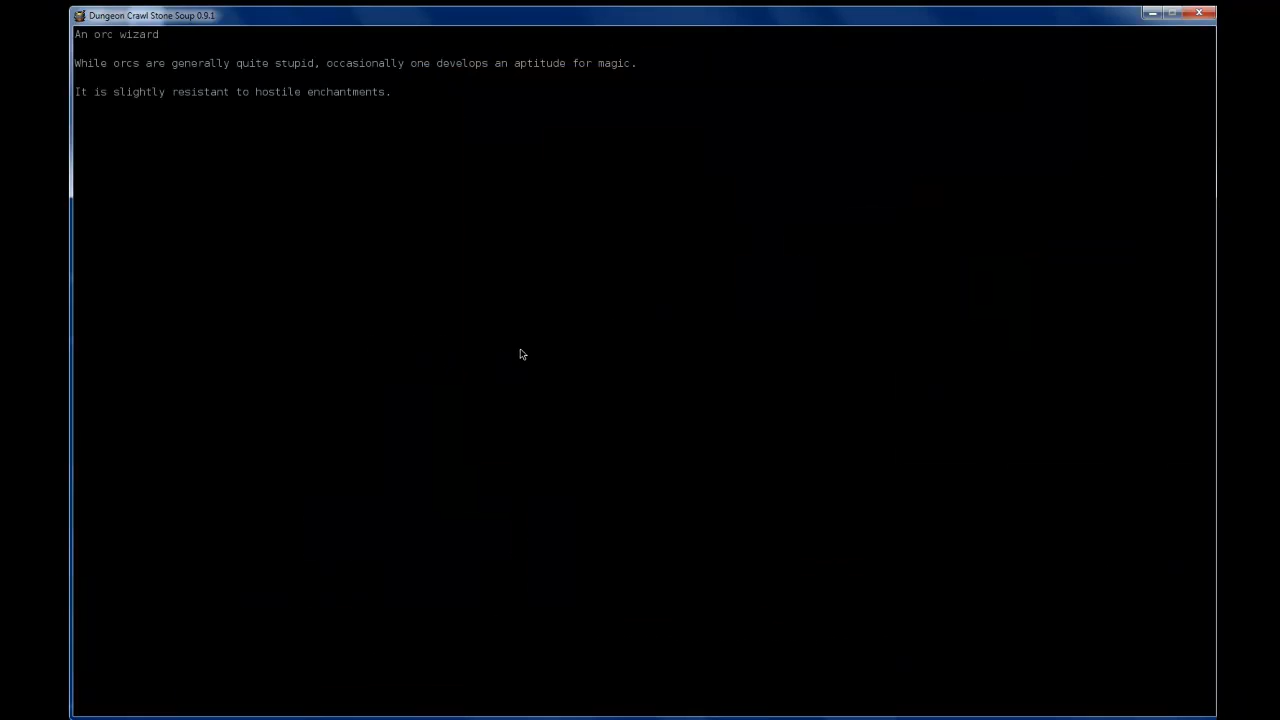 Dungeon Crawl Stone Soup 0.9.1
An orc wizard
While orcs are generally quite stupid, occasionally one develops an aptitude for magic.
It is slightly resistant to hostile enchantments.